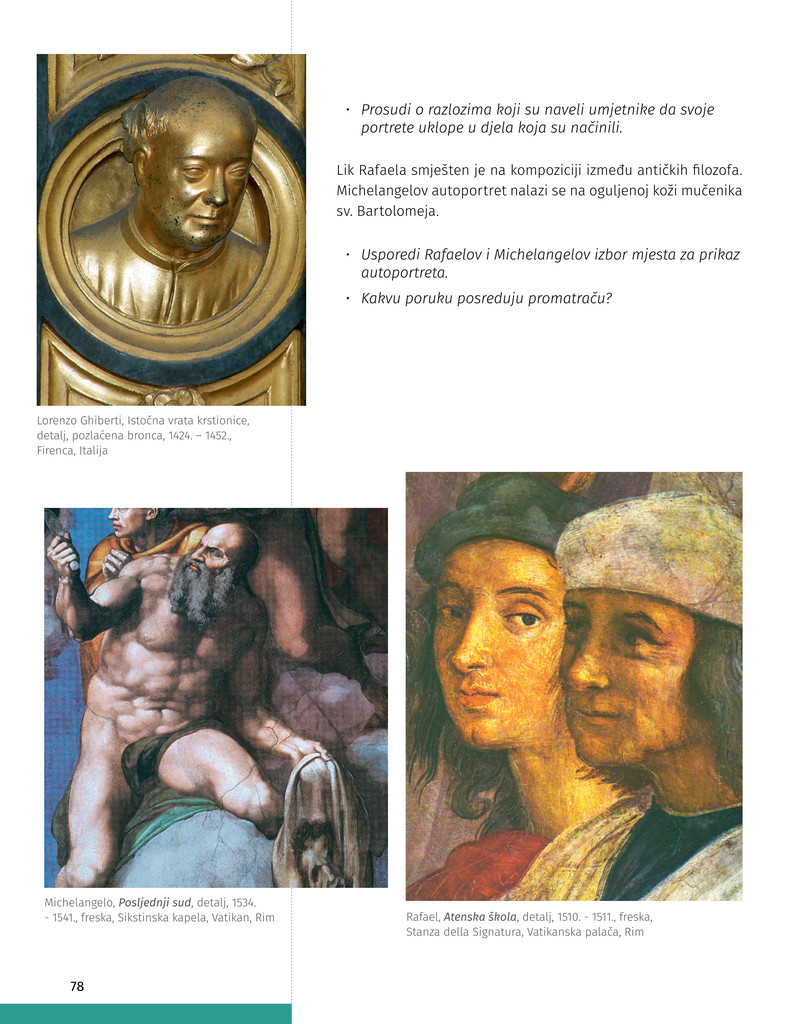 • Prosudi o razlozima koji su naveli umjetnike da svoje
portrete uklope u djela koja su načinili.
Lik Rafaela smješten je na kompoziciji između antičkih filozofa.
Michelangelov autoportret nalazi se na oguljenoj koži mučenika
sv. Bartolomeja.
• Usporedi Rafaelov i Michelangelov izbor mjesta za prikaz
autoportreta.
• Kakvu poruku posreduju promatraču?
Lorenzo Ghiberti, Istočna vrata krstionice,
detalj, pozlaćena bronca, 1424. – 1452.,
Firenca, Italija
Michelangelo, Posljednji sud, detalj, 1534.
- 1541., freska, Sikstinska kapela, Vatikan, Rim
Rafael, Atenska škola, detalj, 1510. - 1511., freska,
Stanza della Signatura, Vatikanska palača, Rim
78